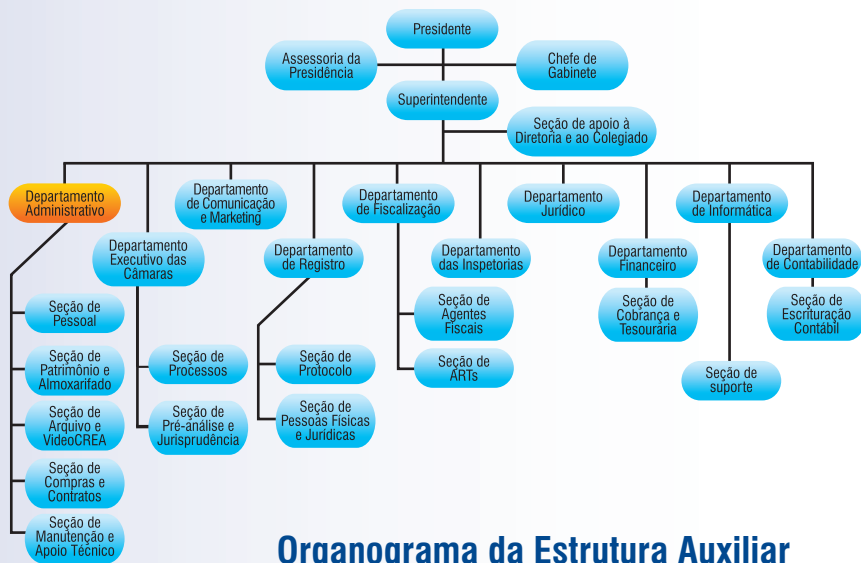 Presidente
Assessoria da
Presidência
Chefe de
Gabinete
Superintendente
Seção de apoio à
Diretoria e ao Colegiado
Departamento
Administrativo
Departamento
de Comunicação
e Marketing
Departamento
de Fiscalização
Departamento
Jurídico
Departamento
de Informática
Departamento
Executivo das
Câmaras
Departamento
de Registro
Departamento
das Inspetorias
Departamento
Financeiro
Departamento
de Contabilidade
Seção de
Pessoal
Seção de
Patrimônio e
Almoxarifado
Seção de
Arquivo e
VideoCREA
Seção de
Compras e
Contratos
Seção de
Manutenção e
Apoio Técnico
Seção de
Processos
Seção de
Pré-análise e
Jurisprudência
Seção de
Protocolo
Seção de
Pessoas Físicas
e Jurídicas
Seção de
Agentes
Fiscais
Seção de
ARTs
Seção de
Cobrança e
Tesouraria
Seção de
suporte
Seção de
Escrituração
Contábil
Organograma da Estrutura Auxiliar